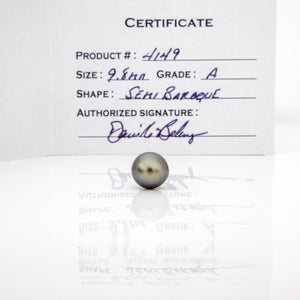 CERTIFICATE
PRODUCT #: 4149
SIZE: 9.8mm GRADE: A
SHAPE: SEMI BAROQUE
AUTHORIZED SIGNATURE: